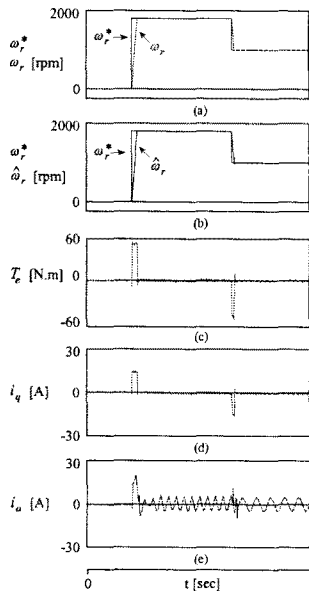 2000
ω_r^*
ω_r [rpm]
ω_r^*
ω_r
0
(a)
2000
ω_r^*
ω̂_r [rpm]
ω_r^*
ω̂_r
0
(b)
60
T_e [N.m]
0
-60
(c)
30
i_q [A]
0
-30
(d)
30
i_a [A]
0
-30
(e)
0
t [sec]